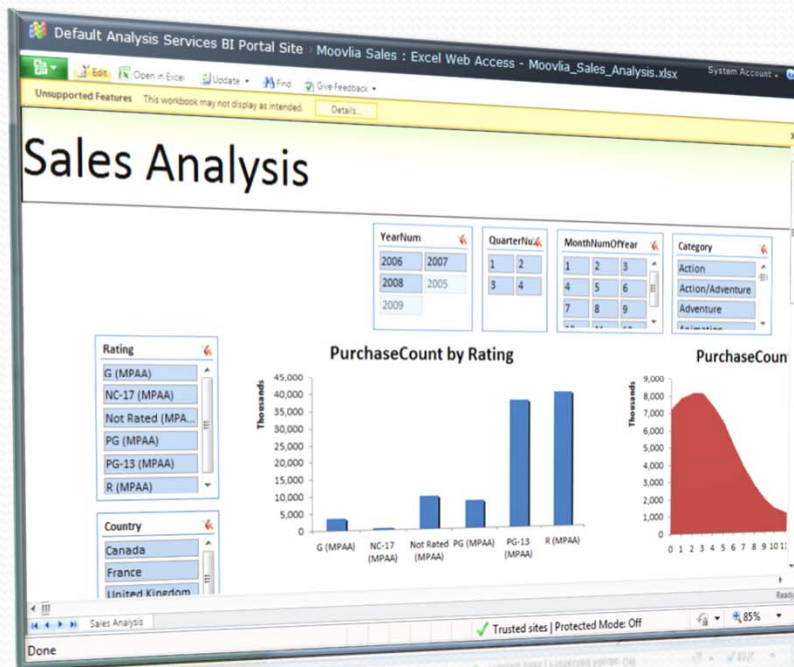 Default Analysis Services BI Portal Site › Moovlia Sales : Excel Web Access - Moovlia_Sales_Analysis.xlsx
System Account
Edit Open in Excel Update Find Give Feedback
Unsupported Features This workbook may not display as intended. Details...
Sales Analysis
YearNum
2006 2007
2008 2005
2009
QuarterNu
1 2
3 4
MonthNumOfYear
1 2 3
4 5 6
7 8 9
10 11 12
Category
Action
Action/Adventure
Adventure
Animation
Rating
G (MPAA)
NC-17 (MPAA)
Not Rated (MPA...
PG (MPAA)
PG-13 (MPAA)
R (MPAA)
Country
Canada
France
United Kingdom
PurchaseCount by Rating
Thousands
45,000
40,000
35,000
30,000
25,000
20,000
15,000
10,000
5,000
0
G (MPAA) NC-17 (MPAA) Not Rated (MPAA) PG (MPAA) PG-13 (MPAA) R (MPAA)
PurchaseCount
Thousands
9,000
8,000
7,000
6,000
5,000
4,000
3,000
2,000
1,000
0
0 1 2 3 4 5 6 7 8 9 10 11
Ready
Sales Analysis
Done
Trusted sites | Protected Mode: Off
85%